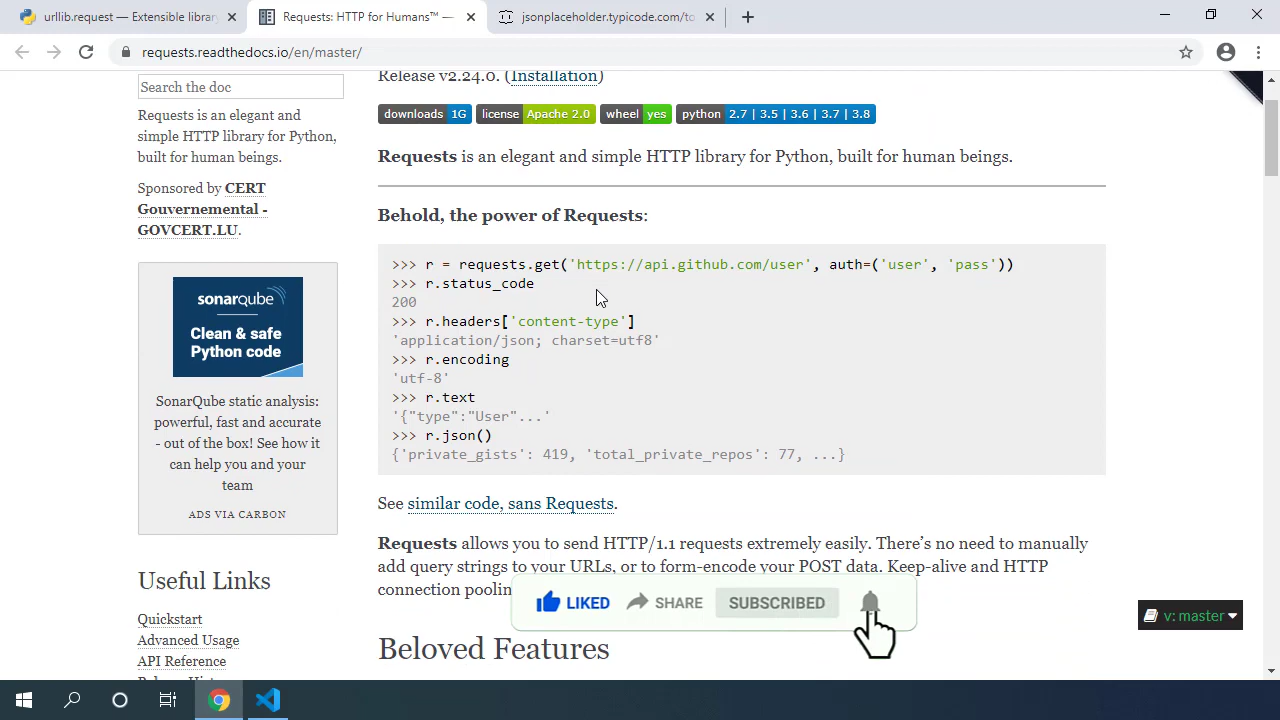 urllib.request — Extensible library
Requests: HTTP for Humans™ —
jsonplaceholder.typicode.com/to
requests.readthedocs.io/en/master/
Search the doc
Requests is an elegant and
simple HTTP library for Python,
built for human beings.
Sponsored by CERT
Gouvernemental -
GOVCERT.LU.
sonarqube
Clean & safe
Python code
SonarQube static analysis:
powerful, fast and accurate
- out of the box! See how it
can help you and your
team
ADS VIA CARBON
Useful Links
Quickstart
Advanced Usage
API Reference
Release v2.24.0. (Installation)
downloads 1G license Apache 2.0 wheel yes python 2.7 | 3.5 | 3.6 | 3.7 | 3.8
Requests is an elegant and simple HTTP library for Python, built for human beings.
Behold, the power of Requests:
>>> r = requests.get('https://api.github.com/user', auth=('user', 'pass'))
>>> r.status_code
200
>>> r.headers['content-type']
'application/json; charset=utf8'
>>> r.encoding
'utf-8'
>>> r.text
'{"type":"User"...'
>>> r.json()
{'private_gists': 419, 'total_private_repos': 77, ...}
See similar code, sans Requests.
Requests allows you to send HTTP/1.1 requests extremely easily. There's no need to manually
add query strings to your URLs, or to form-encode your POST data. Keep-alive and HTTP
connection poolin
LIKED SHARE SUBSCRIBED
Beloved Features
v: master